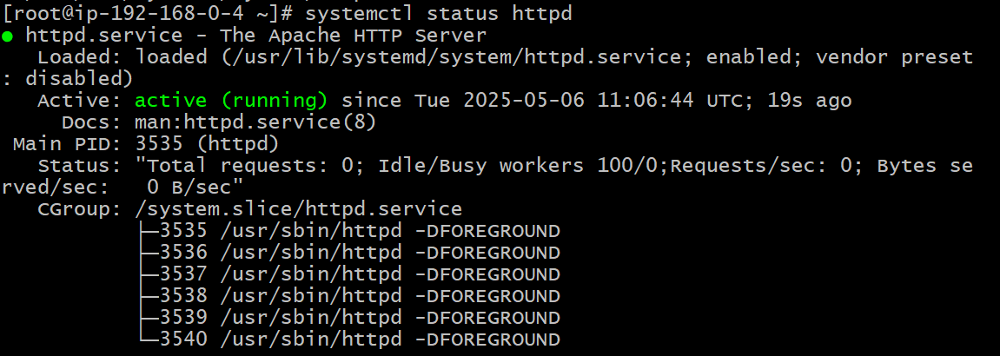 [root@ip-192-168-0-4 ~]# systemctl status httpd
● httpd.service - The Apache HTTP Server
   Loaded: loaded (/usr/lib/systemd/system/httpd.service; enabled; vendor preset
: disabled)
   Active: active (running) since Tue 2025-05-06 11:06:44 UTC; 19s ago
     Docs: man:httpd.service(8)
 Main PID: 3535 (httpd)
   Status: "Total requests: 0; Idle/Busy workers 100/0;Requests/sec: 0; Bytes se
rved/sec:   0 B/sec"
   CGroup: /system.slice/httpd.service
           ├─3535 /usr/sbin/httpd -DFOREGROUND
           ├─3536 /usr/sbin/httpd -DFOREGROUND
           ├─3537 /usr/sbin/httpd -DFOREGROUND
           ├─3538 /usr/sbin/httpd -DFOREGROUND
           ├─3539 /usr/sbin/httpd -DFOREGROUND
           └─3540 /usr/sbin/httpd -DFOREGROUND